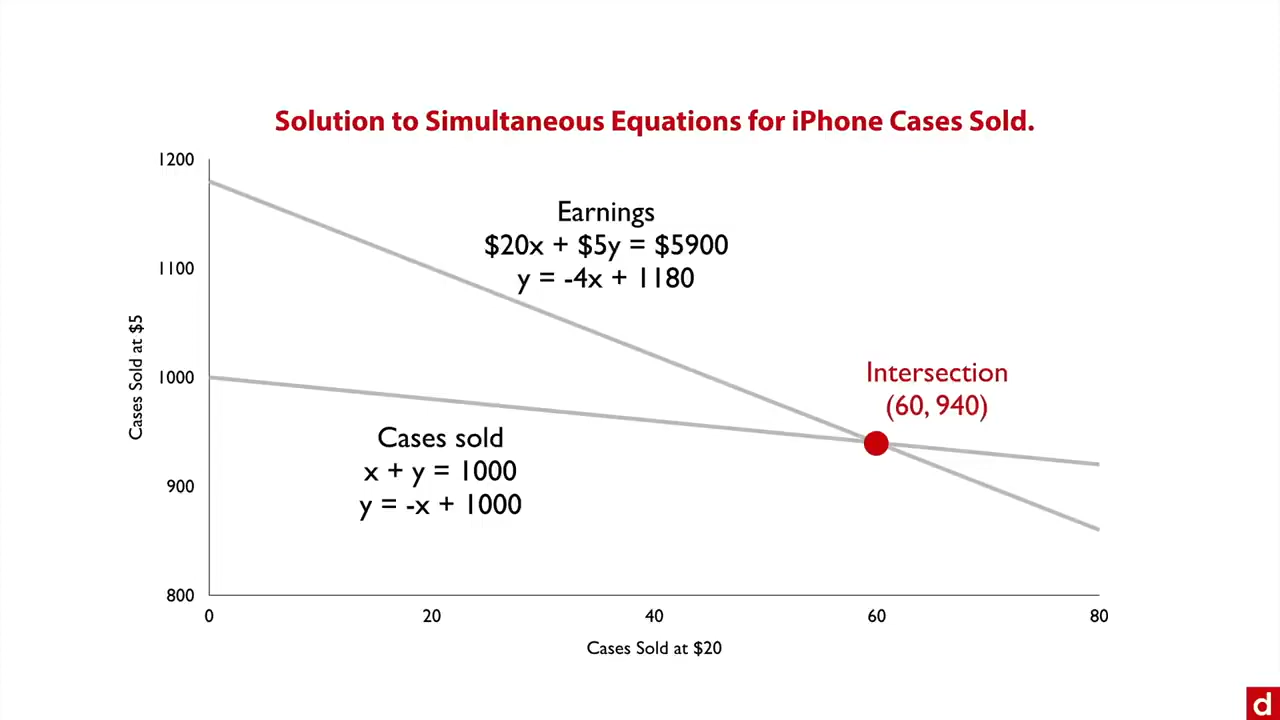 Solution to Simultaneous Equations for iPhone Cases Sold.
1200
1100
1000
900
800
Cases Sold at $5
Earnings
$20x + $5y = $5900
y = -4x + 1180
Intersection
(60, 940)
Cases sold
x + y = 1000
y = -x + 1000
0
20
40
60
80
Cases Sold at $20
d